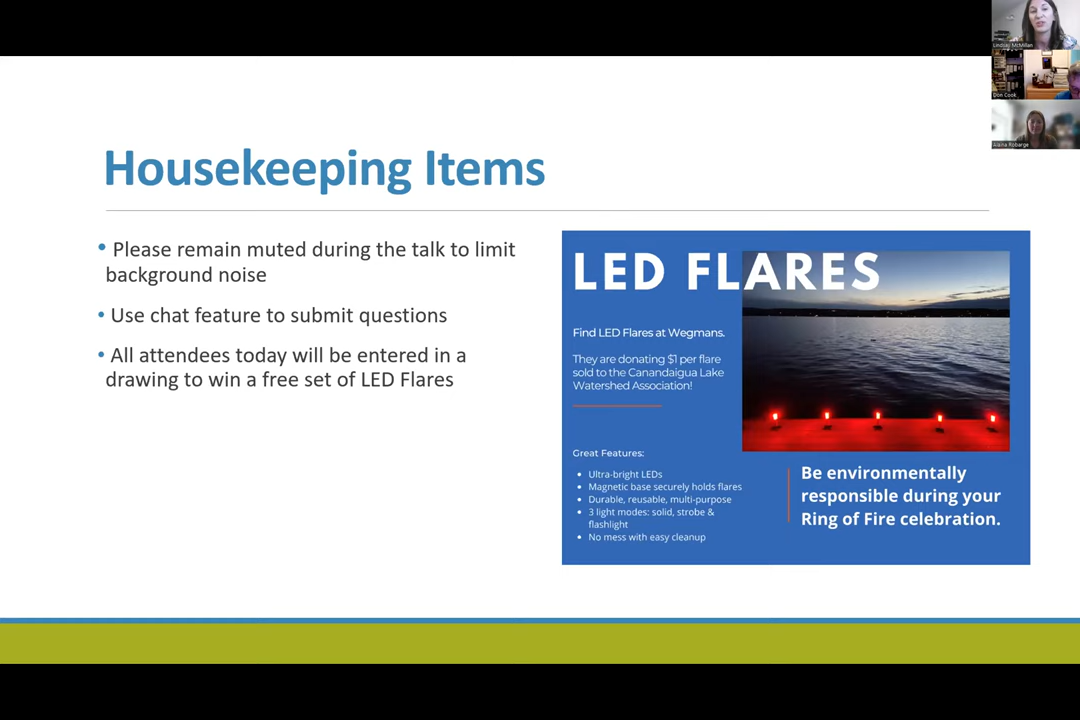 Housekeeping Items
• Please remain muted during the talk to limit
background noise
• Use chat feature to submit questions
• All attendees today will be entered in a
drawing to win a free set of LED Flares
LED FLARES
Find LED Flares at Wegmans.
They are donating $1 per flare
sold to the Canandaigua Lake
Watershed Association!
Great Features:
• Ultra-bright LEDs
• Magnetic base securely holds flares
• Durable, reusable, multi-purpose
• 3 light modes: solid, strobe &
flashlight
• No mess with easy cleanup
Be environmentally
responsible during your
Ring of Fire celebration.
Lindsay McMillan
Don Cook
Alaina Robarge